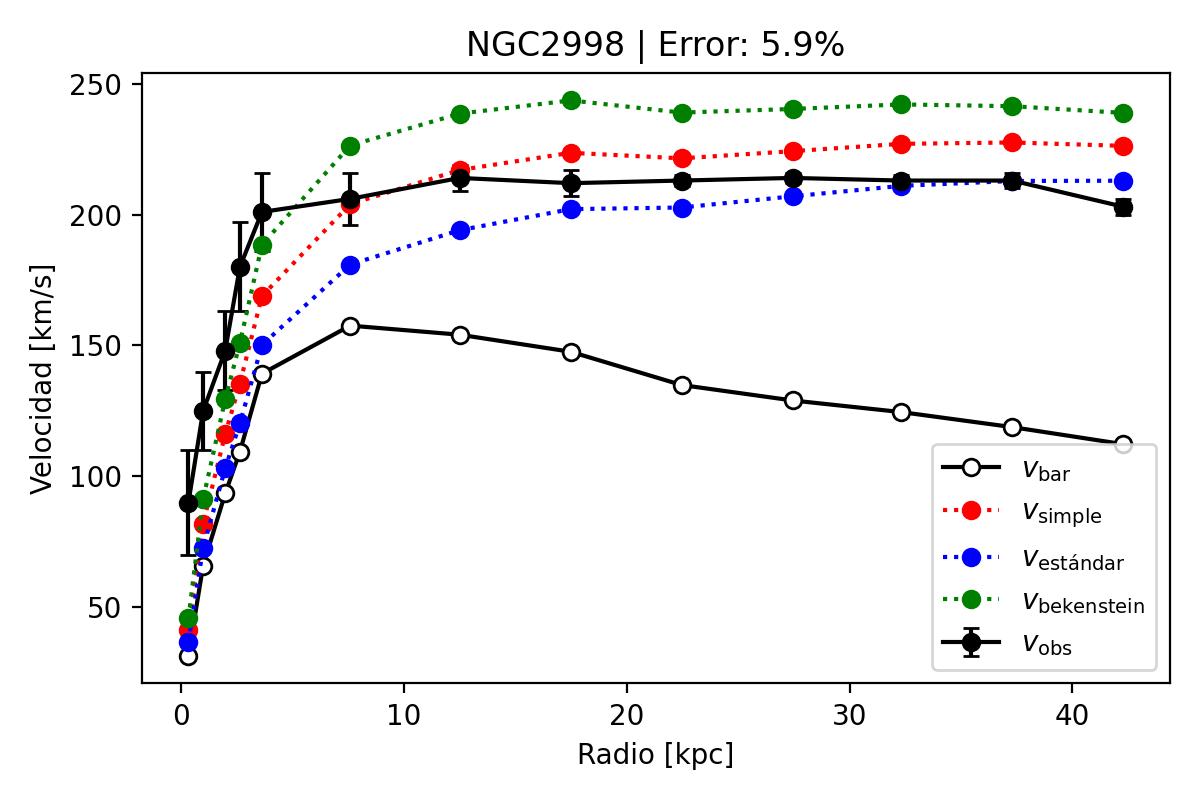 NGC2998 | Error: 5.9%
Velocidad [km/s]
250
200
150
100
50
0 10 20 30 40
Radio [kpc]
v_bar
v_simple
v_estándar
v_bekenstein
v_obs